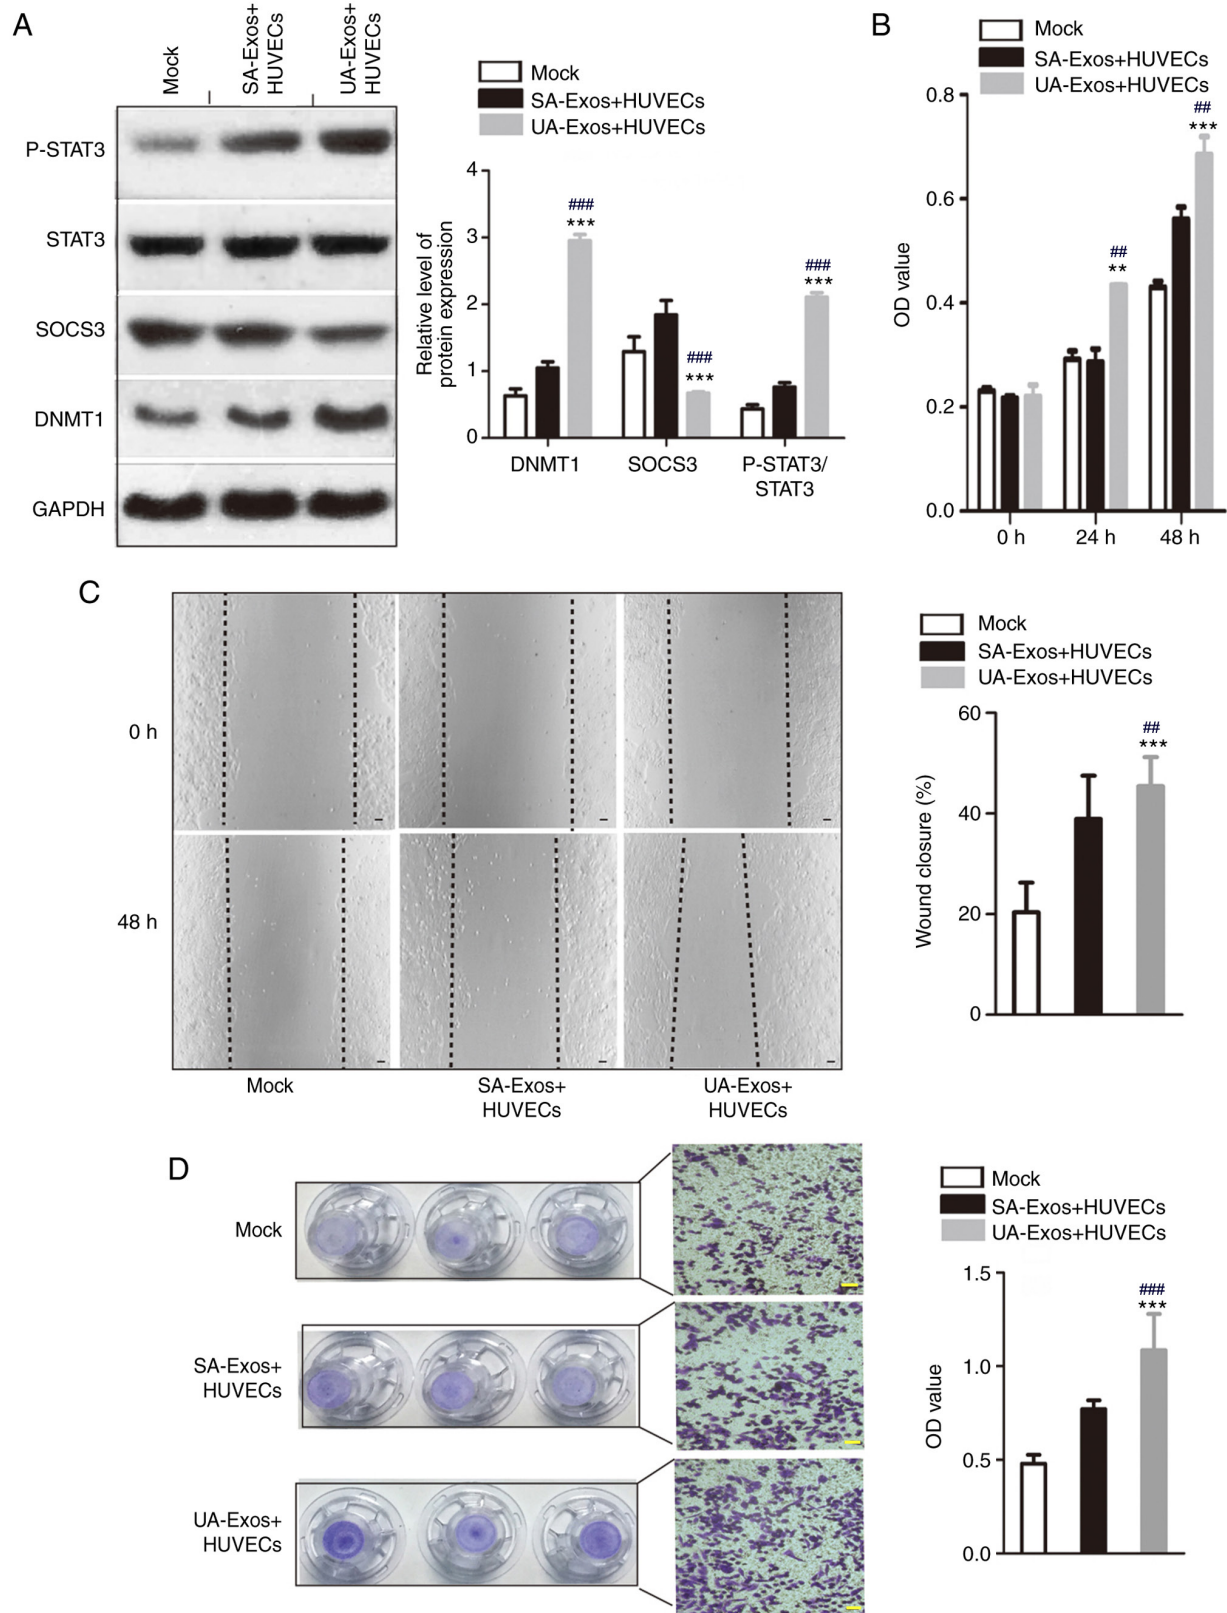 A
Mock
SA-Exos+
HUVECs
UA-Exos+
HUVECs
P-STAT3
STAT3
SOCS3
DNMT1
GAPDH
Mock
SA-Exos+HUVECs
UA-Exos+HUVECs
Relative level of
protein expression
4
3
2
1
0
###
***
###
***
###
***
DNMT1
SOCS3
P-STAT3/
STAT3
B
Mock
SA-Exos+HUVECs
UA-Exos+HUVECs
OD value
0.8
0.6
0.4
0.2
0.0
##
**
##
***
0 h
24 h
48 h
C
0 h
48 h
Mock
SA-Exos+
HUVECs
UA-Exos+
HUVECs
Mock
SA-Exos+HUVECs
UA-Exos+HUVECs
Wound closure (%)
60
40
20
0
##
***
D
Mock
SA-Exos+
HUVECs
UA-Exos+
HUVECs
Mock
SA-Exos+HUVECs
UA-Exos+HUVECs
OD value
1.5
1.0
0.5
0.0
###
***